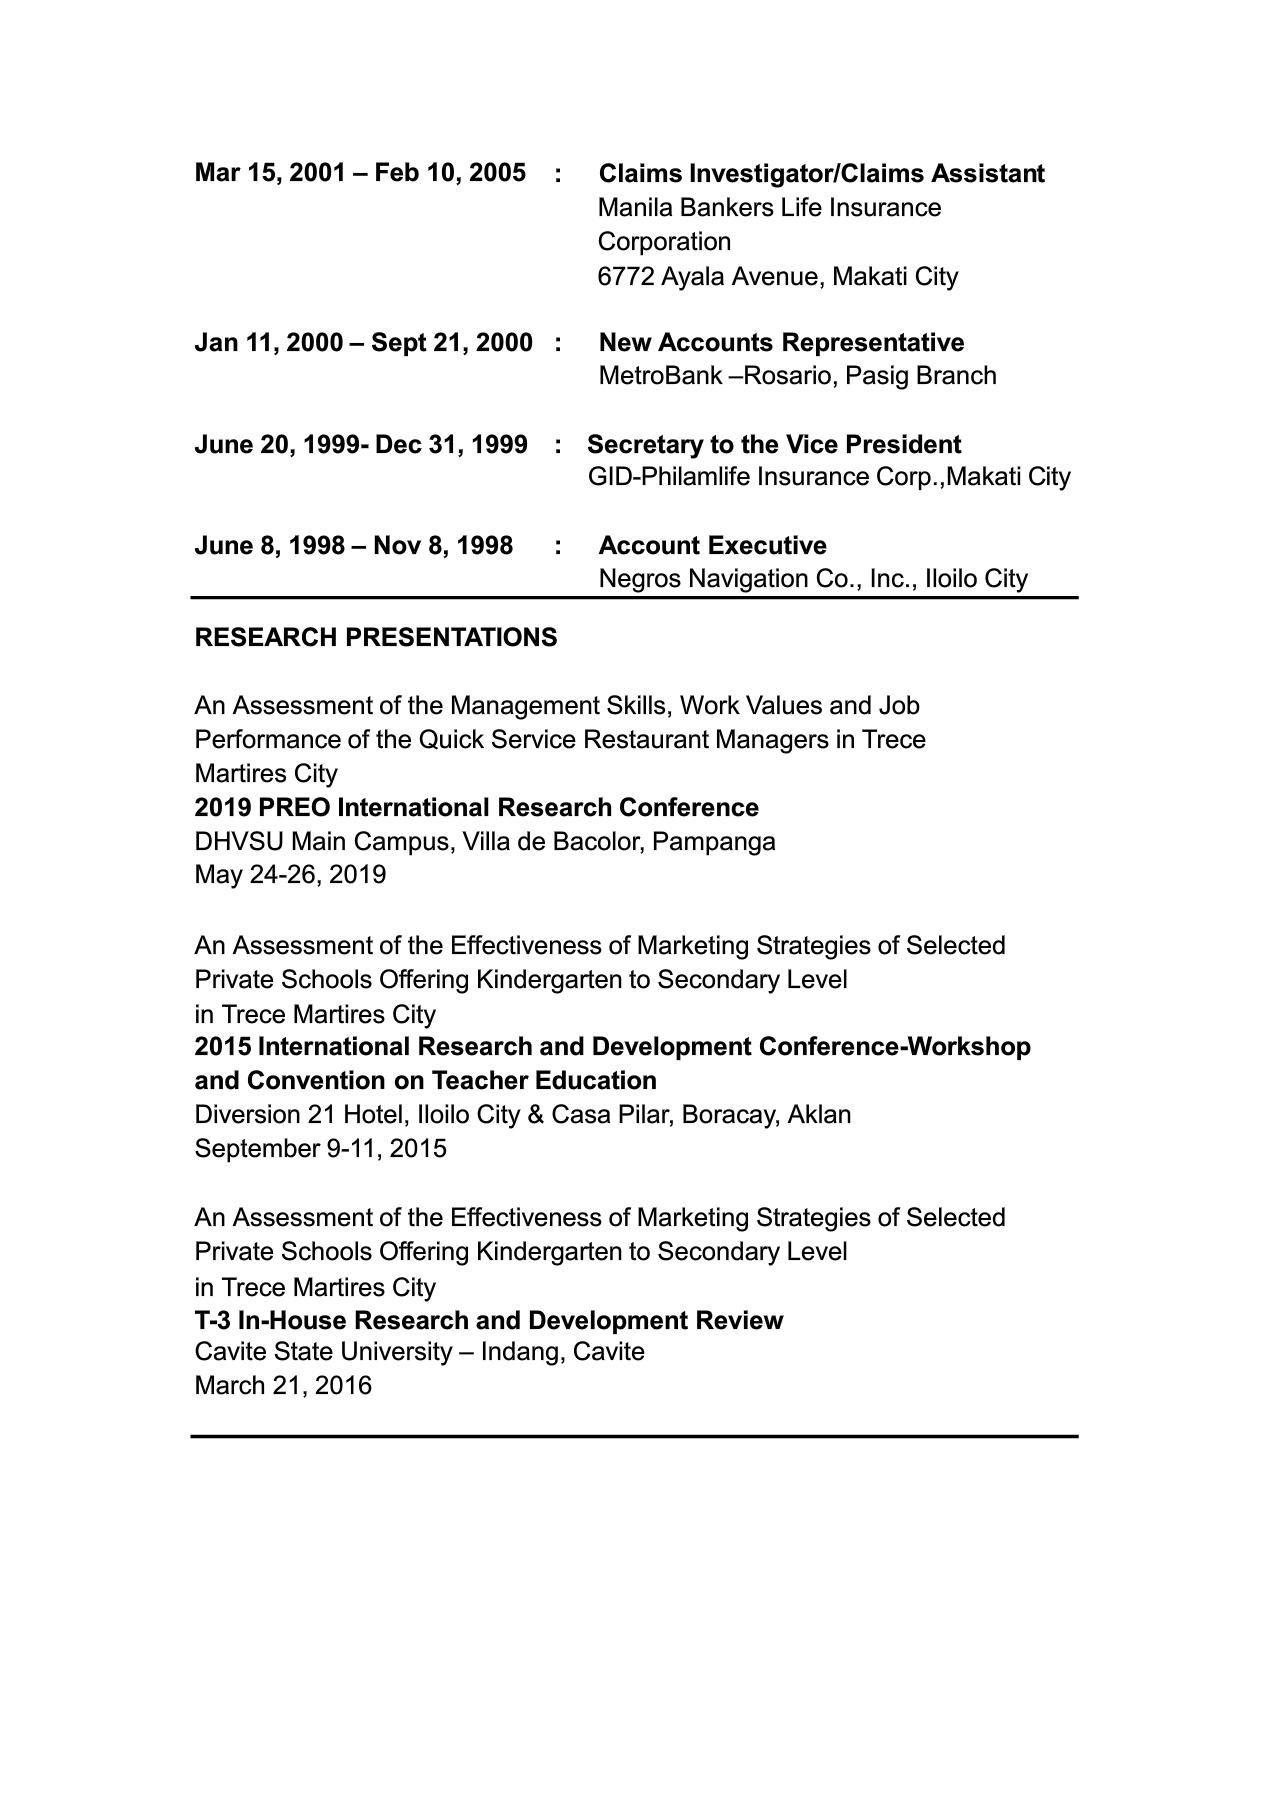 Mar 15, 2001 – Feb 10, 2005 : Claims Investigator/Claims Assistant
Manila Bankers Life Insurance
Corporation
6772 Ayala Avenue, Makati City
Jan 11, 2000 – Sept 21, 2000 : New Accounts Representative
MetroBank –Rosario, Pasig Branch
June 20, 1999- Dec 31, 1999 : Secretary to the Vice President
GID-Philamlife Insurance Corp.,Makati City
June 8, 1998 – Nov 8, 1998 : Account Executive
Negros Navigation Co., Inc., Iloilo City
RESEARCH PRESENTATIONS
An Assessment of the Management Skills, Work Values and Job
Performance of the Quick Service Restaurant Managers in Trece
Martires City
2019 PREO International Research Conference
DHVSU Main Campus, Villa de Bacolor, Pampanga
May 24-26, 2019
An Assessment of the Effectiveness of Marketing Strategies of Selected
Private Schools Offering Kindergarten to Secondary Level
in Trece Martires City
2015 International Research and Development Conference-Workshop
and Convention on Teacher Education
Diversion 21 Hotel, Iloilo City & Casa Pilar, Boracay, Aklan
September 9-11, 2015
An Assessment of the Effectiveness of Marketing Strategies of Selected
Private Schools Offering Kindergarten to Secondary Level
in Trece Martires City
T-3 In-House Research and Development Review
Cavite State University – Indang, Cavite
March 21, 2016